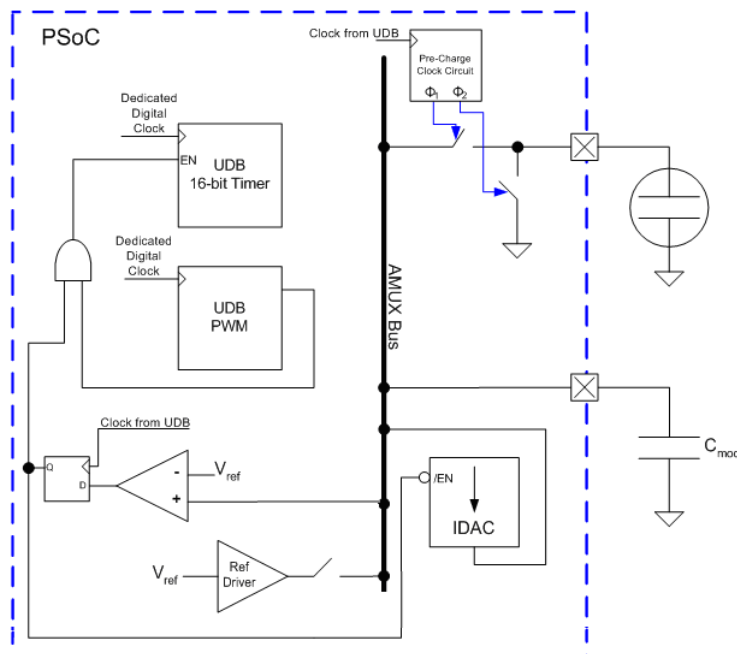 PSoC
Clock from UDB
Pre-Charge
Clock Circuit
Φ1 Φ2
Dedicated
Digital
Clock
EN
UDB
16-bit Timer
Dedicated
Digital
Clock
UDB
PWM
AMUX Bus
Clock from UDB
Q
D
-
+
Vref
/EN
IDAC
Cmod
Vref
Ref
Driver